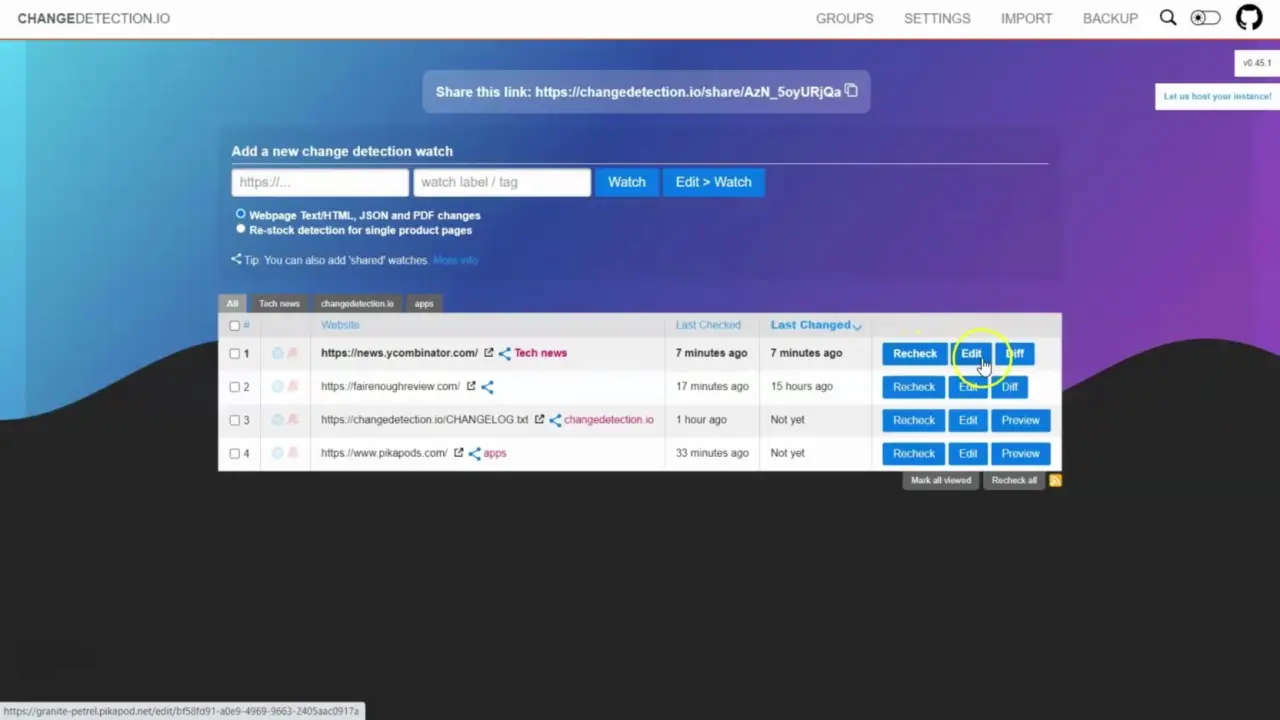 CHANGEDETECTION.IO GROUPS SETTINGS IMPORT BACKUP
v0.45.1
Let us host your instance!
Share this link: https://changedetection.io/share/AzN_5oyURjQa
Add a new change detection watch
https://... watch label / tag Watch Edit > Watch
Webpage Text/HTML, JSON and PDF changes
Re-stock detection for single product pages
Tip: You can also add 'shared' watches. More info
All Tech news changedetection.io apps
# Website Last Checked Last Changed
1 https://news.ycombinator.com/ Tech news 7 minutes ago 7 minutes ago Recheck Edit Diff
2 https://fairenoughreview.com/ 17 minutes ago 15 hours ago Recheck Edit Diff
3 https://changedetection.io/CHANGELOG.txt changedetection.io 1 hour ago Not yet Recheck Edit Preview
4 https://www.pikapods.com/ apps 33 minutes ago Not yet Recheck Edit Preview
Mark all viewed Recheck all
https://granite-petrel.pikapod.net/edit/bf58fd91-a0e9-4969-9663-2405aac0917a